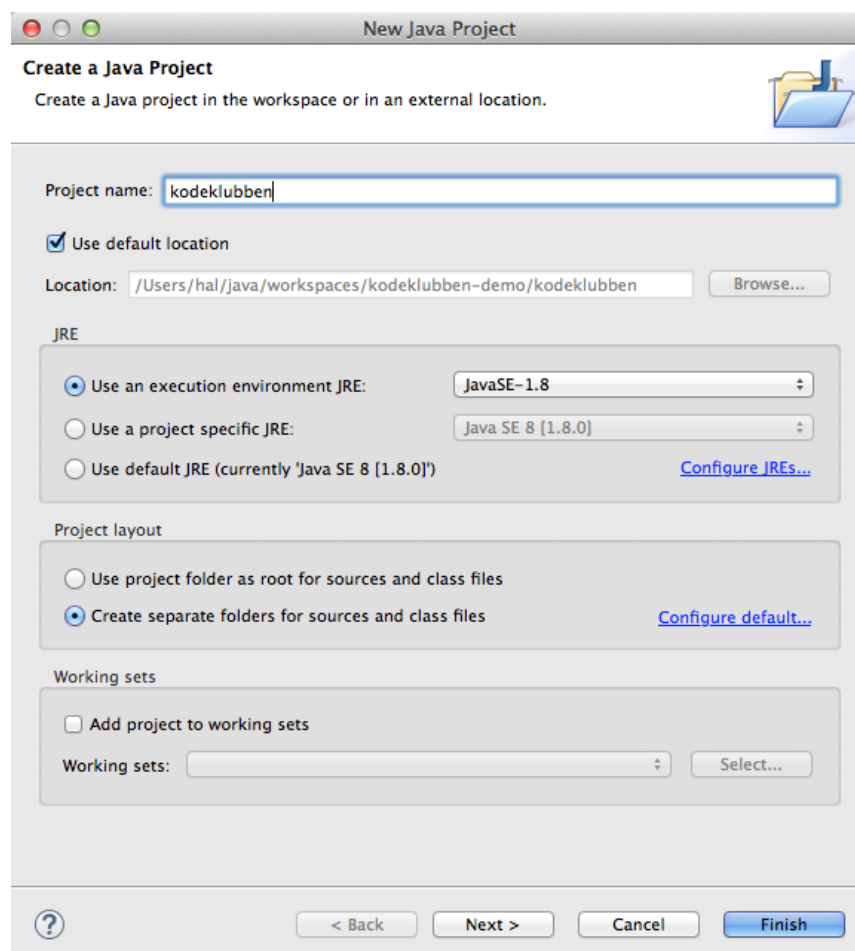 New Java Project
Create a Java Project
Create a Java project in the workspace or in an external location.
Project name: kodeklubben
Use default location
Location: /Users/hal/java/workspaces/kodeklubben-demo/kodeklubben Browse...
JRE
Use an execution environment JRE: JavaSE-1.8
Use a project specific JRE: Java SE 8 [1.8.0]
Use default JRE (currently 'Java SE 8 [1.8.0]') Configure JREs...
Project layout
Use project folder as root for sources and class files
Create separate folders for sources and class files Configure default...
Working sets
Add project to working sets
Working sets: Select...
? < Back Next > Cancel Finish